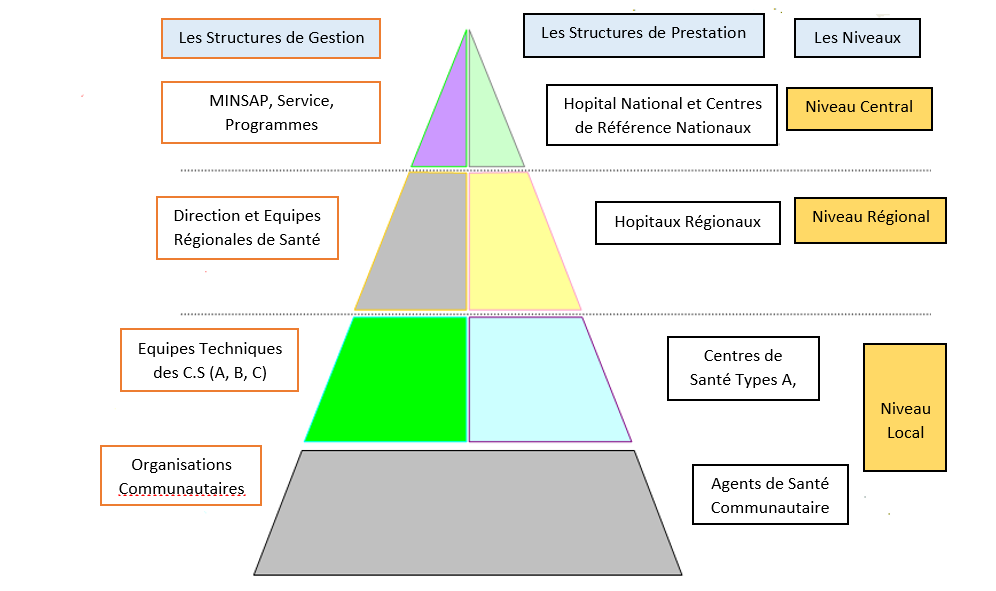 Les Structures de Gestion
Les Structures de Prestation
Les Niveaux
MINSAP, Service,
Programmes
Hopital National et Centres
de Référence Nationaux
Niveau Central
Direction et Equipes
Régionales de Santé
Hopitaux Régionaux
Niveau Régional
Equipes Techniques
des C.S (A, B, C)
Centres de
Santé Types A,
Niveau
Local
Organisations
Communautaires
Agents de Santé
Communautaire